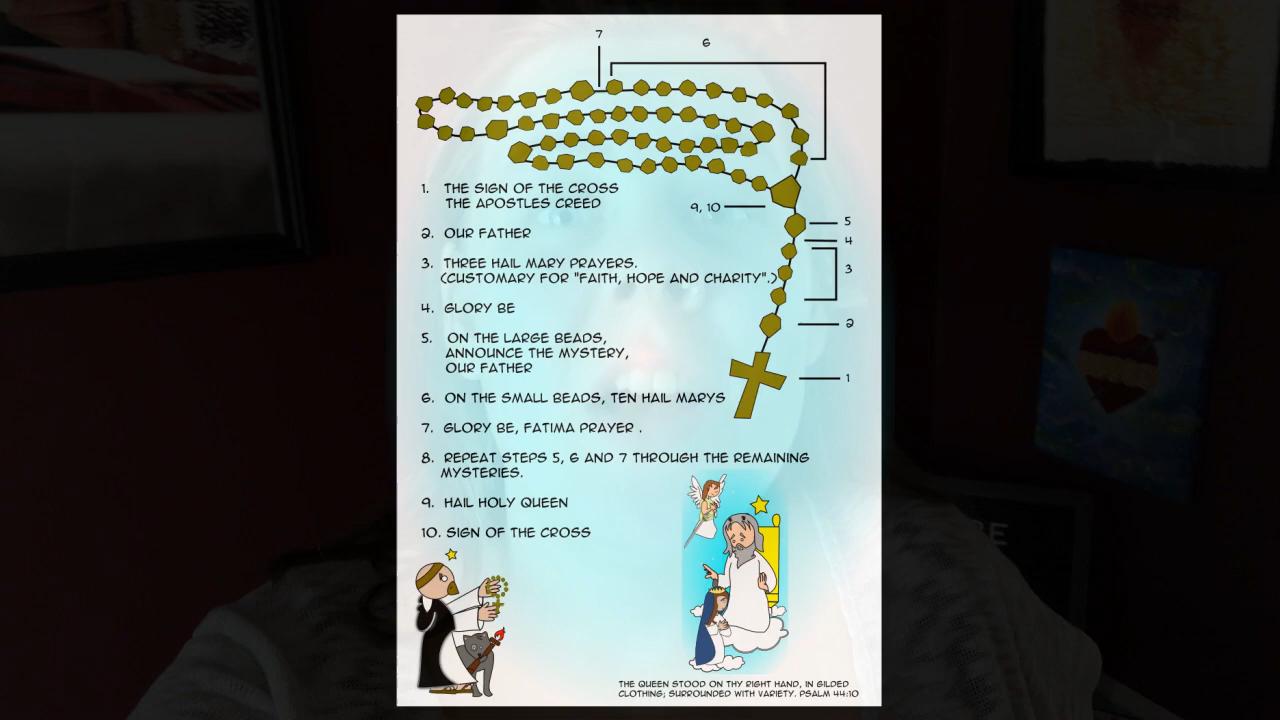 7
6
1. THE SIGN OF THE CROSS
THE APOSTLES CREED
9, 10
5
2. OUR FATHER
4
3. THREE HAIL MARY PRAYERS.
(CUSTOMARY FOR "FAITH, HOPE AND CHARITY".)
3
4. GLORY BE
2
5. ON THE LARGE BEADS,
ANNOUNCE THE MYSTERY,
OUR FATHER
1
6. ON THE SMALL BEADS, TEN HAIL MARYS
7. GLORY BE, FATIMA PRAYER .
8. REPEAT STEPS 5, 6 AND 7 THROUGH THE REMAINING
MYSTERIES.
9. HAIL HOLY QUEEN
10. SIGN OF THE CROSS
THE QUEEN STOOD ON THY RIGHT HAND, IN GILDED
CLOTHING; SURROUNDED WITH VARIETY. PSALM 44:10